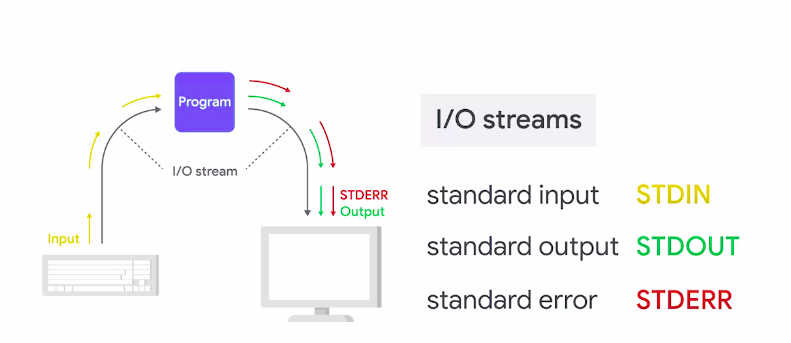 Program
I/O stream
STDERR
Output
Input
I/O streams
standard input STDIN
standard output STDOUT
standard error STDERR